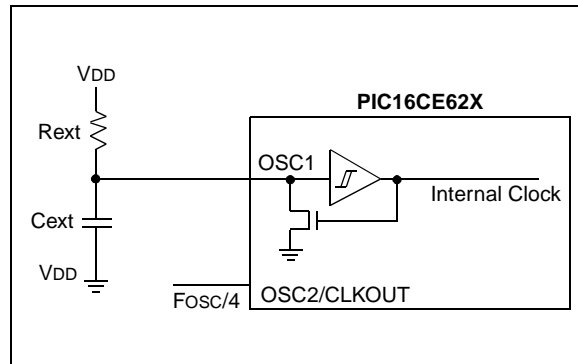 VDD
PIC16CE62X
Rext
OSC1
Internal Clock
Cext
VDD
FOSC/4
OSC2/CLKOUT